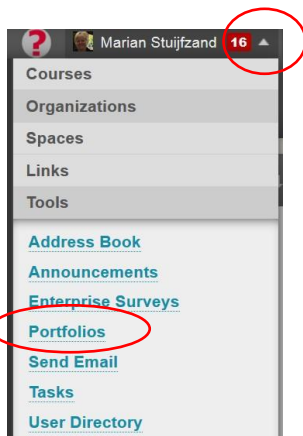 ? Marian Stuijfzand 16
Courses
Organizations
Spaces
Links
Tools
Address Book
Announcements
Enterprise Surveys
Portfolios
Send Email
Tasks
User Directory